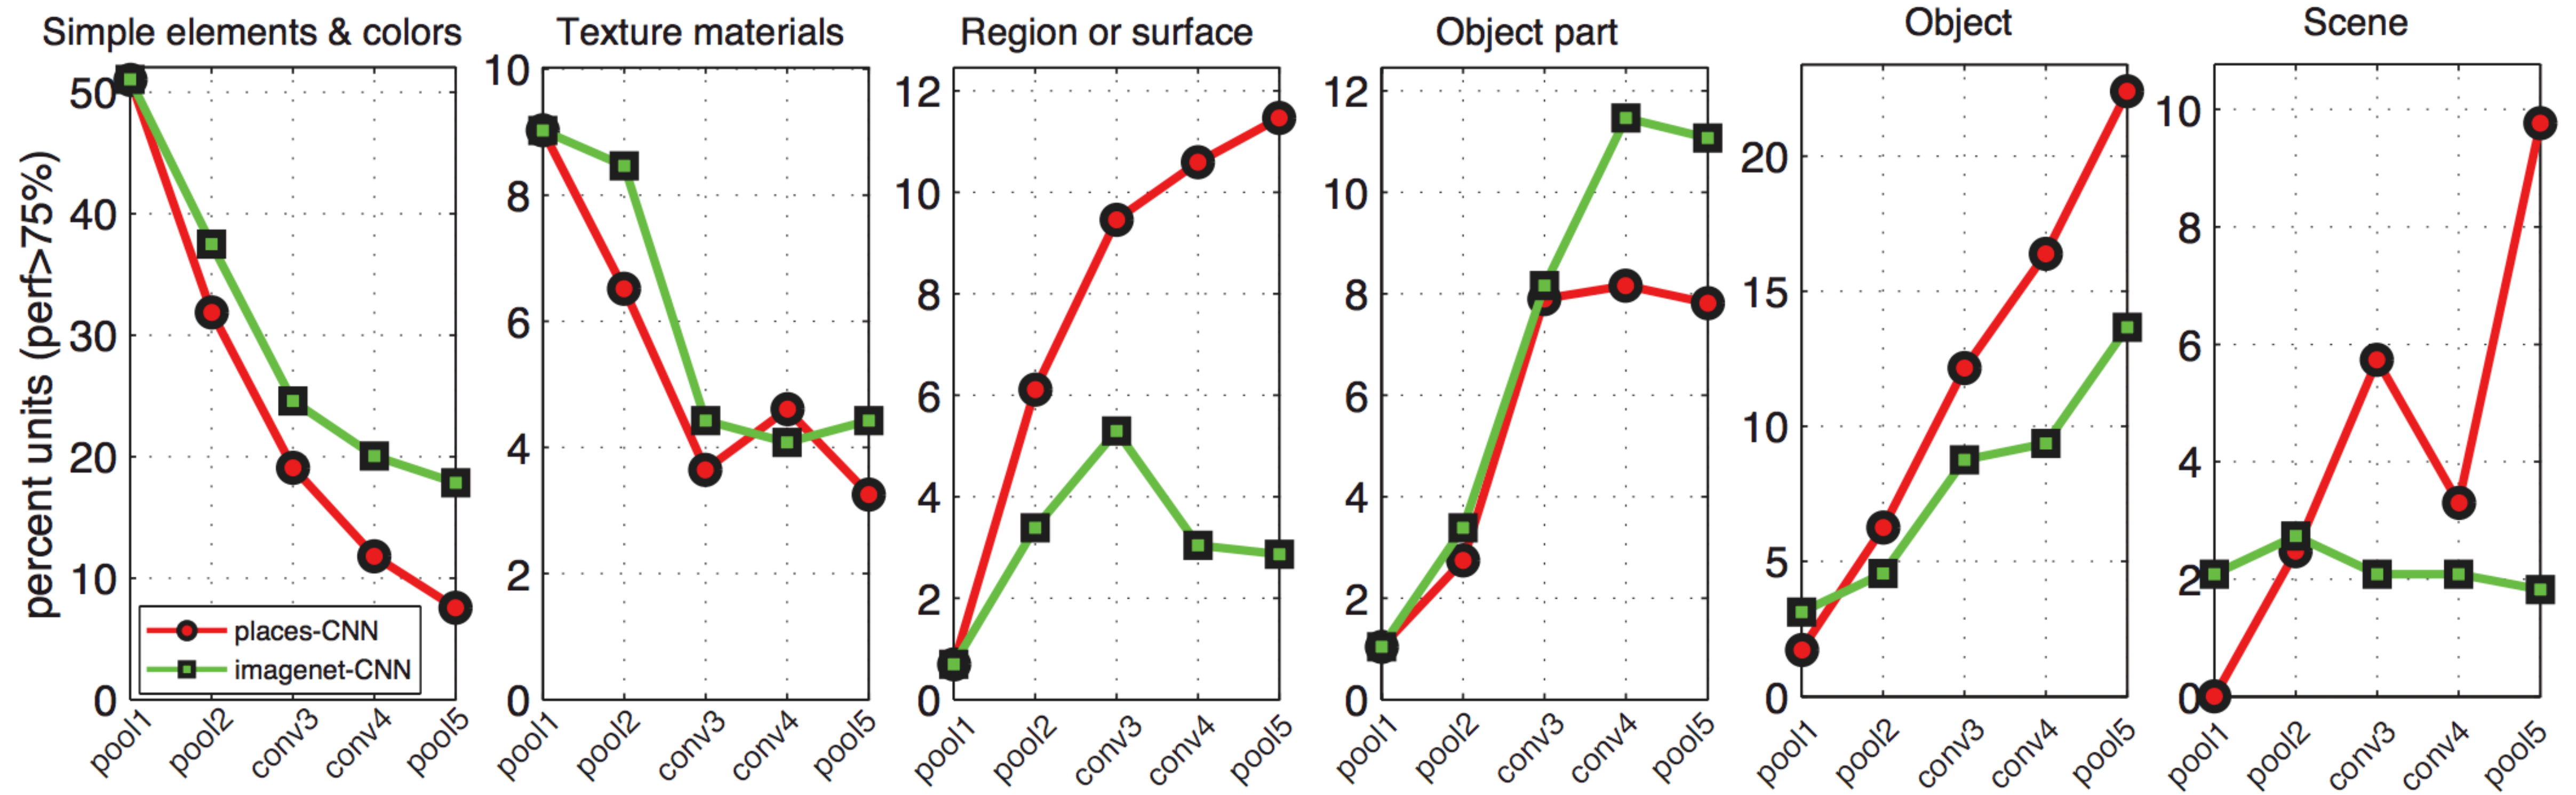 Simple elements & colors
Texture materials
Region or surface
Object part
Object
Scene
percent units (perf>75%)
50
40
30
20
10
0
places-CNN
imagenet-CNN
pool1
pool2
conv3
conv4
pool5
10
8
6
4
2
0
pool1
pool2
conv3
conv4
pool5
12
10
8
6
4
2
0
pool1
pool2
conv3
conv4
pool5
12
10
8
6
4
2
0
pool1
pool2
conv3
conv4
pool5
20
15
10
5
0
pool1
pool2
conv3
conv4
pool5
10
8
6
4
2
0
pool1
pool2
conv3
conv4
pool5